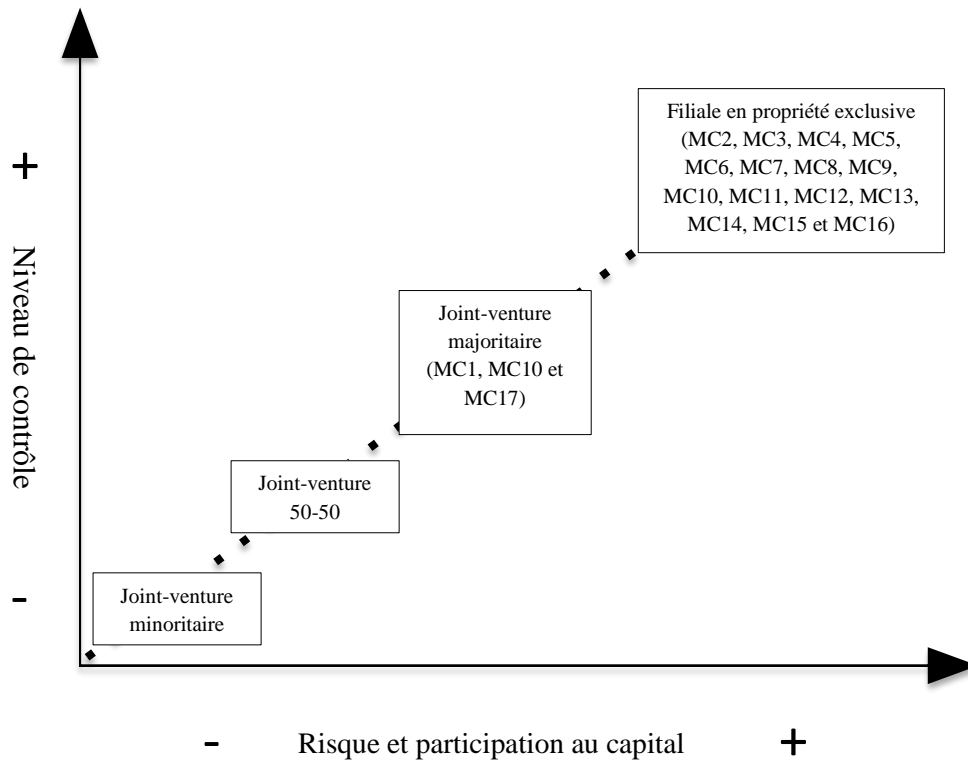 Filiale en propriété exclusive
(MC2, MC3, MC4, MC5,
MC6, MC7, MC8, MC9,
MC10, MC11, MC12, MC13,
MC14, MC15 et MC16)
+
Niveau de contrôle
-
Joint-venture
majoritaire
(MC1, MC10 et
MC17)
Joint-venture
50-50
Joint-venture
minoritaire
- Risque et participation au capital +